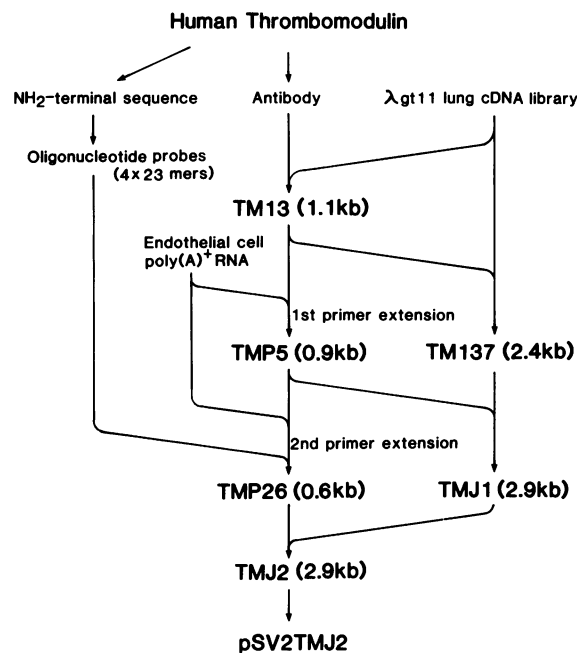 Human Thrombomodulin
NH₂-terminal sequence
Antibody
λgt11 lung cDNA library
Oligonucleotide probes
(4×23 mers)
TM13 (1.1kb)
Endothelial cell
poly(A)⁺RNA
1st primer extension
TMP5 (0.9kb)
TM137 (2.4kb)
2nd primer extension
TMP26 (0.6kb)
TMJ1 (2.9kb)
TMJ2 (2.9kb)
pSV2TMJ2